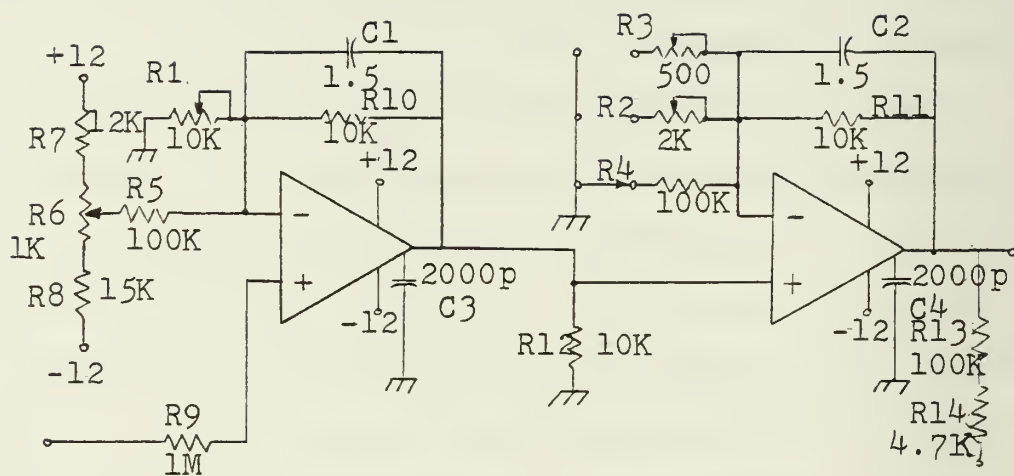 +12
R7
12K
R6
1K
R8
15K
-12
R1
10K
R5
100K
C1
1.5
R10
10K
-
+
+12
-12
2000p
C3
R9
1M
R12
10K
R3
500
R2
2K
R4
100K
C2
1.5
R11
10K
-
+
+12
-12
2000p
C4
R13
100K
R14
4.7K